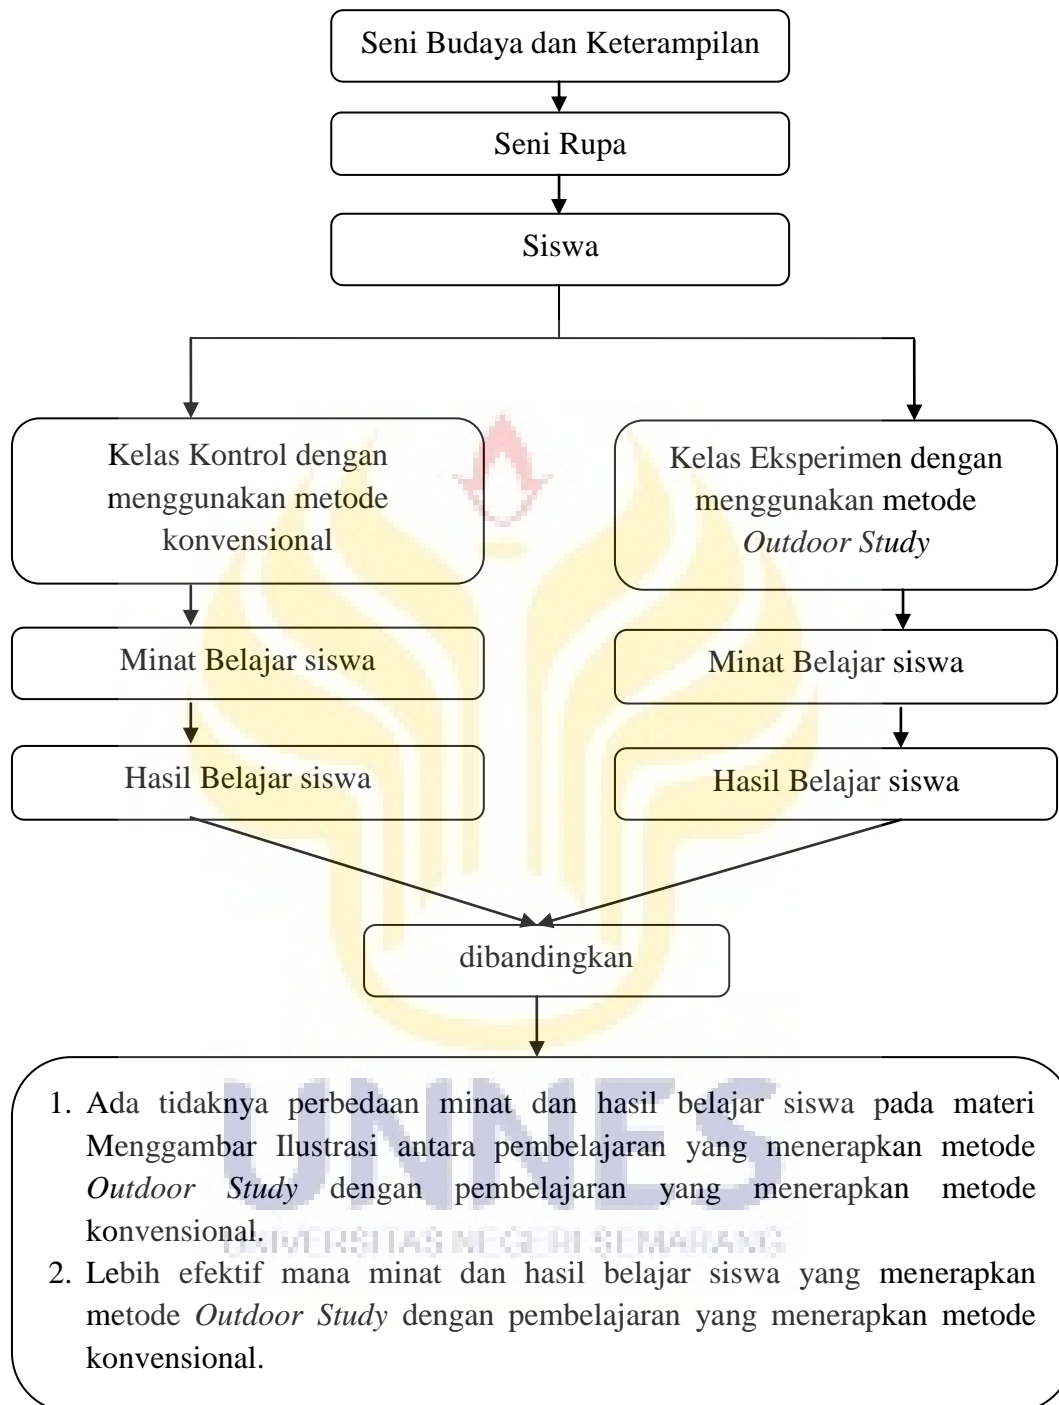 Seni Budaya dan Keterampilan
Seni Rupa
Siswa
Kelas Kontrol dengan
menggunakan metode
konvensional
Kelas Eksperimen dengan
menggunakan metode
Outdoor Study
Minat Belajar siswa
Minat Belajar siswa
Hasil Belajar siswa
Hasil Belajar siswa
dibandingkan
1. Ada tidaknya perbedaan minat dan hasil belajar siswa pada materi
Menggambar Ilustrasi antara pembelajaran yang menerapkan metode
Outdoor Study dengan pembelajaran yang menerapkan metode
konvensional.
2. Lebih efektif mana minat dan hasil belajar siswa yang menerapkan
metode Outdoor Study dengan pembelajaran yang menerapkan metode
konvensional.
UNNES
UNIVERSITAS NEGERI SEMARANG